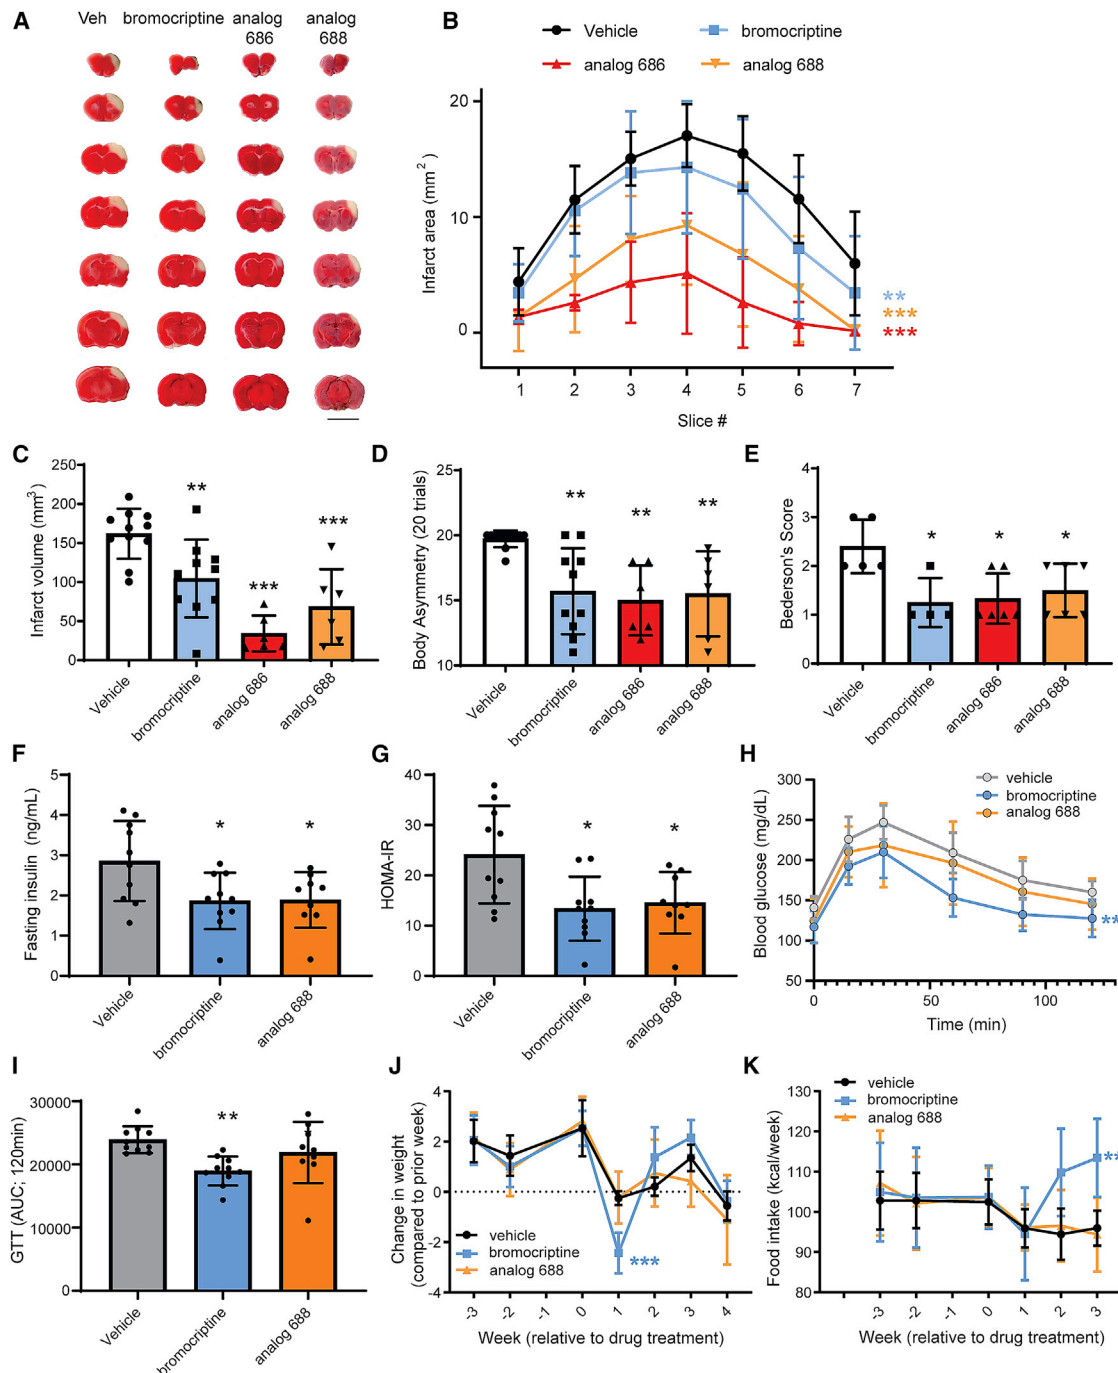 A
Veh bromocriptine analog 686 analog 688
B
Vehicle bromocriptine
analog 686 analog 688
Infarct area (mm²)
20
10
0
**
***
***
1 2 3 4 5 6 7
Slice #
C
Infarct volume (mm³)
250
200
150
100
50
0
** *** ***
Vehicle bromocriptine analog 686 analog 688
D
Body Asymmetry (20 trials)
25
20
15
10
** ** **
Vehicle bromocriptine analog 686 analog 688
E
Bederson's Score
4
3
2
1
0
* * *
Vehicle bromocriptine analog 686 analog 688
F
Fasting insulin (ng/mL)
5
4
3
2
1
0
* *
Vehicle bromocriptine analog 688
G
HOMA-IR
40
30
20
10
0
* *
Vehicle bromocriptine analog 688
H
vehicle
bromocriptine
analog 688
Blood glucose (mg/dL)
300
250
200
150
100
50
**
0 50 100
Time (min)
I
GTT (AUC; 120min)
30000
20000
10000
0
**
Vehicle bromocriptine analog 688
J
Change in weight
(compared to prior week)
4
2
0
-2
-4
vehicle
bromocriptine
analog 688
***
-3 -2 -1 0 1 2 3 4
Week (relative to drug treatment)
K
vehicle
bromocriptine
analog 688
Food intake (kcal/week)
130
120
110
100
90
80
**
-3 -2 -1 0 1 2 3
Week (relative to drug treatment)